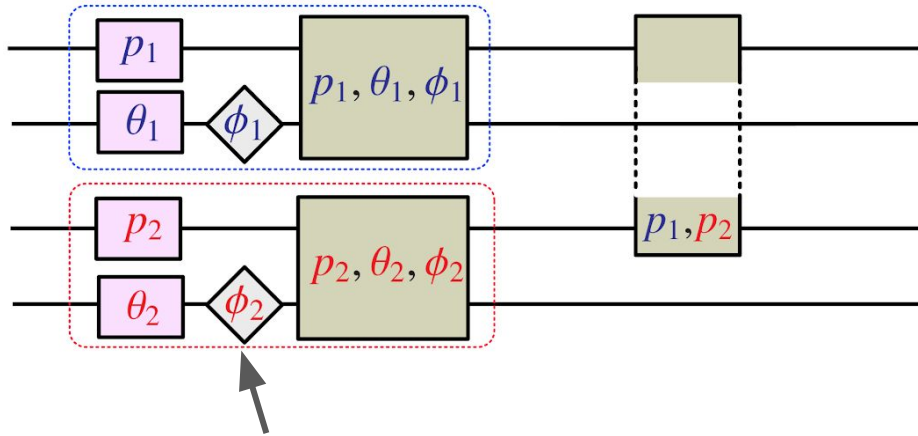 p₁
p₁, θ₁, ϕ₁
θ₁ ϕ₁
p₂ p₁,p₂
p₂, θ₂, ϕ₂
θ₂ ϕ₂